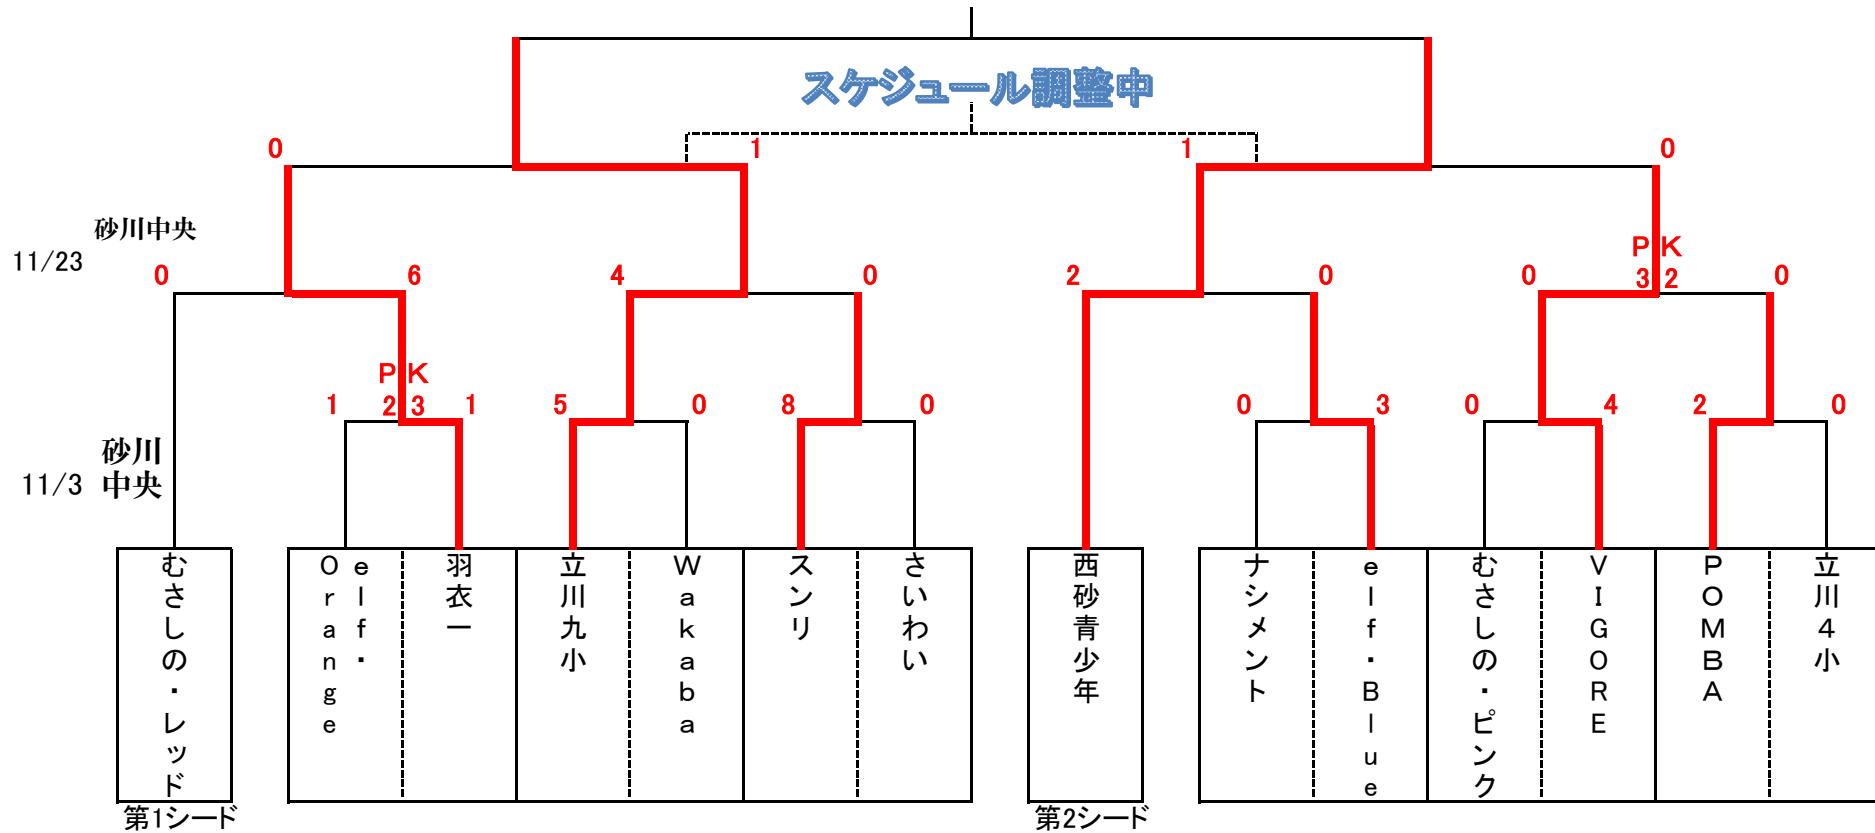 スケジュール調整中
0 1 1 0
砂川中央
11/23
PK
0 6 4 0 2 0 0 3 2 0
PK
1 2 3 1 5 0 8 0 0 3 0 4 2 0
砂川
中央
11/3
むさしの・レッド
elf・
Orange
羽衣一
立川九小
Wakaba
スンリ
さいわい
西砂青少年
ナシメント
elf・Blue
むさしの・ピンク
VIGORE
POMBA
立川4小
第1シード
第2シード